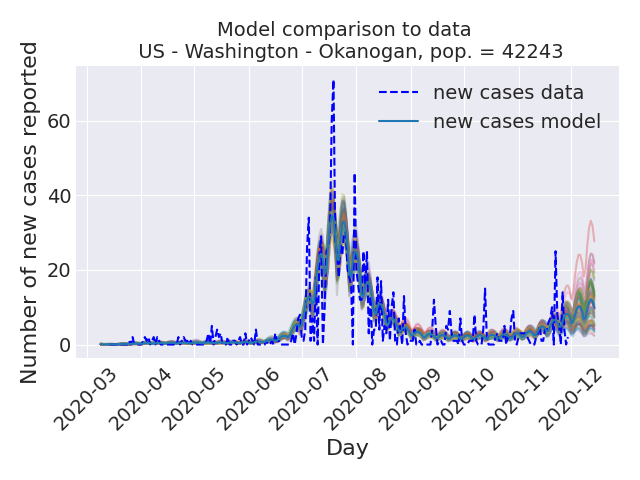 Model comparison to data
US - Washington - Okanogan, pop. = 42243
Number of new cases reported
60
40
20
0
new cases data
new cases model
2020-03
2020-04
2020-05
2020-06
2020-07
2020-08
2020-09
2020-10
2020-11
2020-12
Day